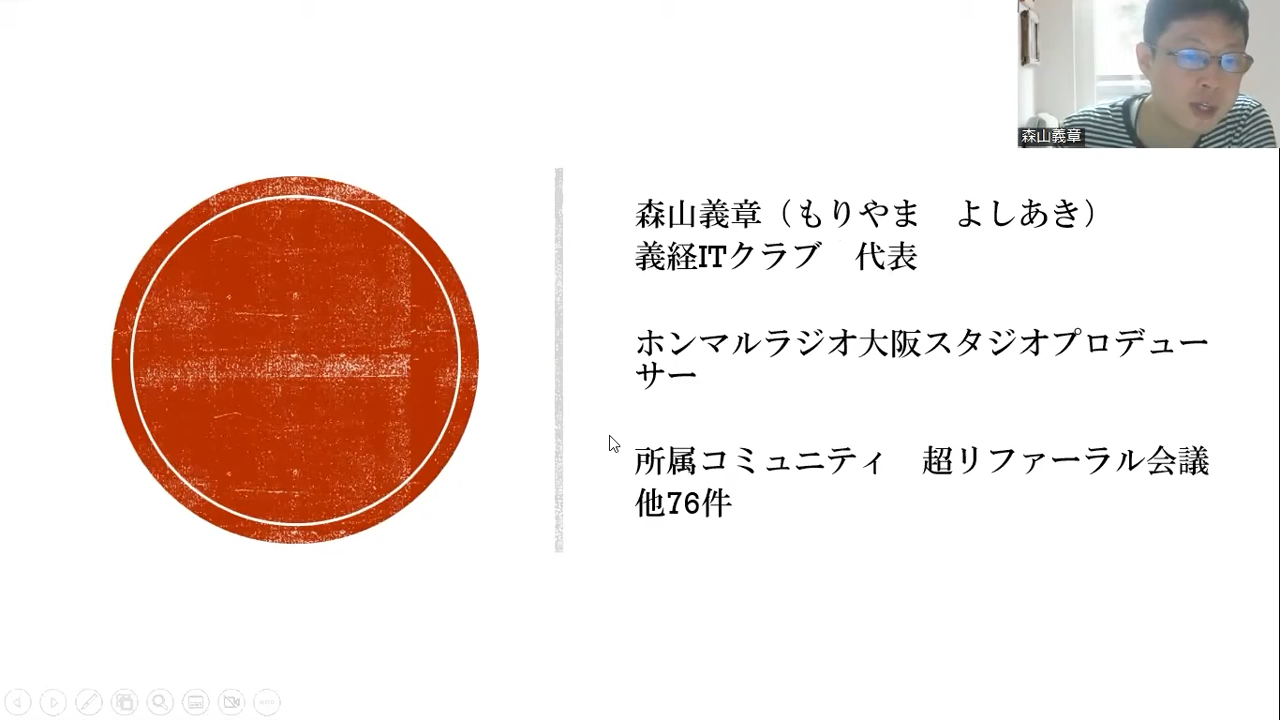 森山義章
森山義章（もりやま　よしあき）
義経ITクラブ　代表
ホンマルラジオ大阪スタジオプロデュー
サー
所属コミュニティ　超リファーラル会議
他76件